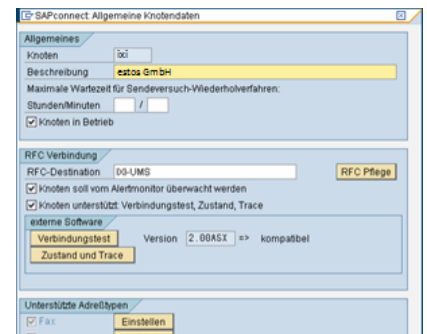 SAPconnect: Allgemeine Knotendaten
Allgemeines
Knoten ixi
Beschreibung estos GmbH
Maximale Wartezeit für Sendeversuch-Wiederholverfahren:
Stunden/Minuten /
Knoten in Betrieb
RFC Verbindung
RFC-Destination DG-UMS RFC Pflege
Knoten soll vom Alertmonitor überwacht werden
Knoten unterstützt Verbindungstest, Zustand, Trace
externe Software
Verbindungstest Version 2.00ASX => kompatibel
Zustand und Trace
Unterstützte Adreßtypen
Fax Einstellen